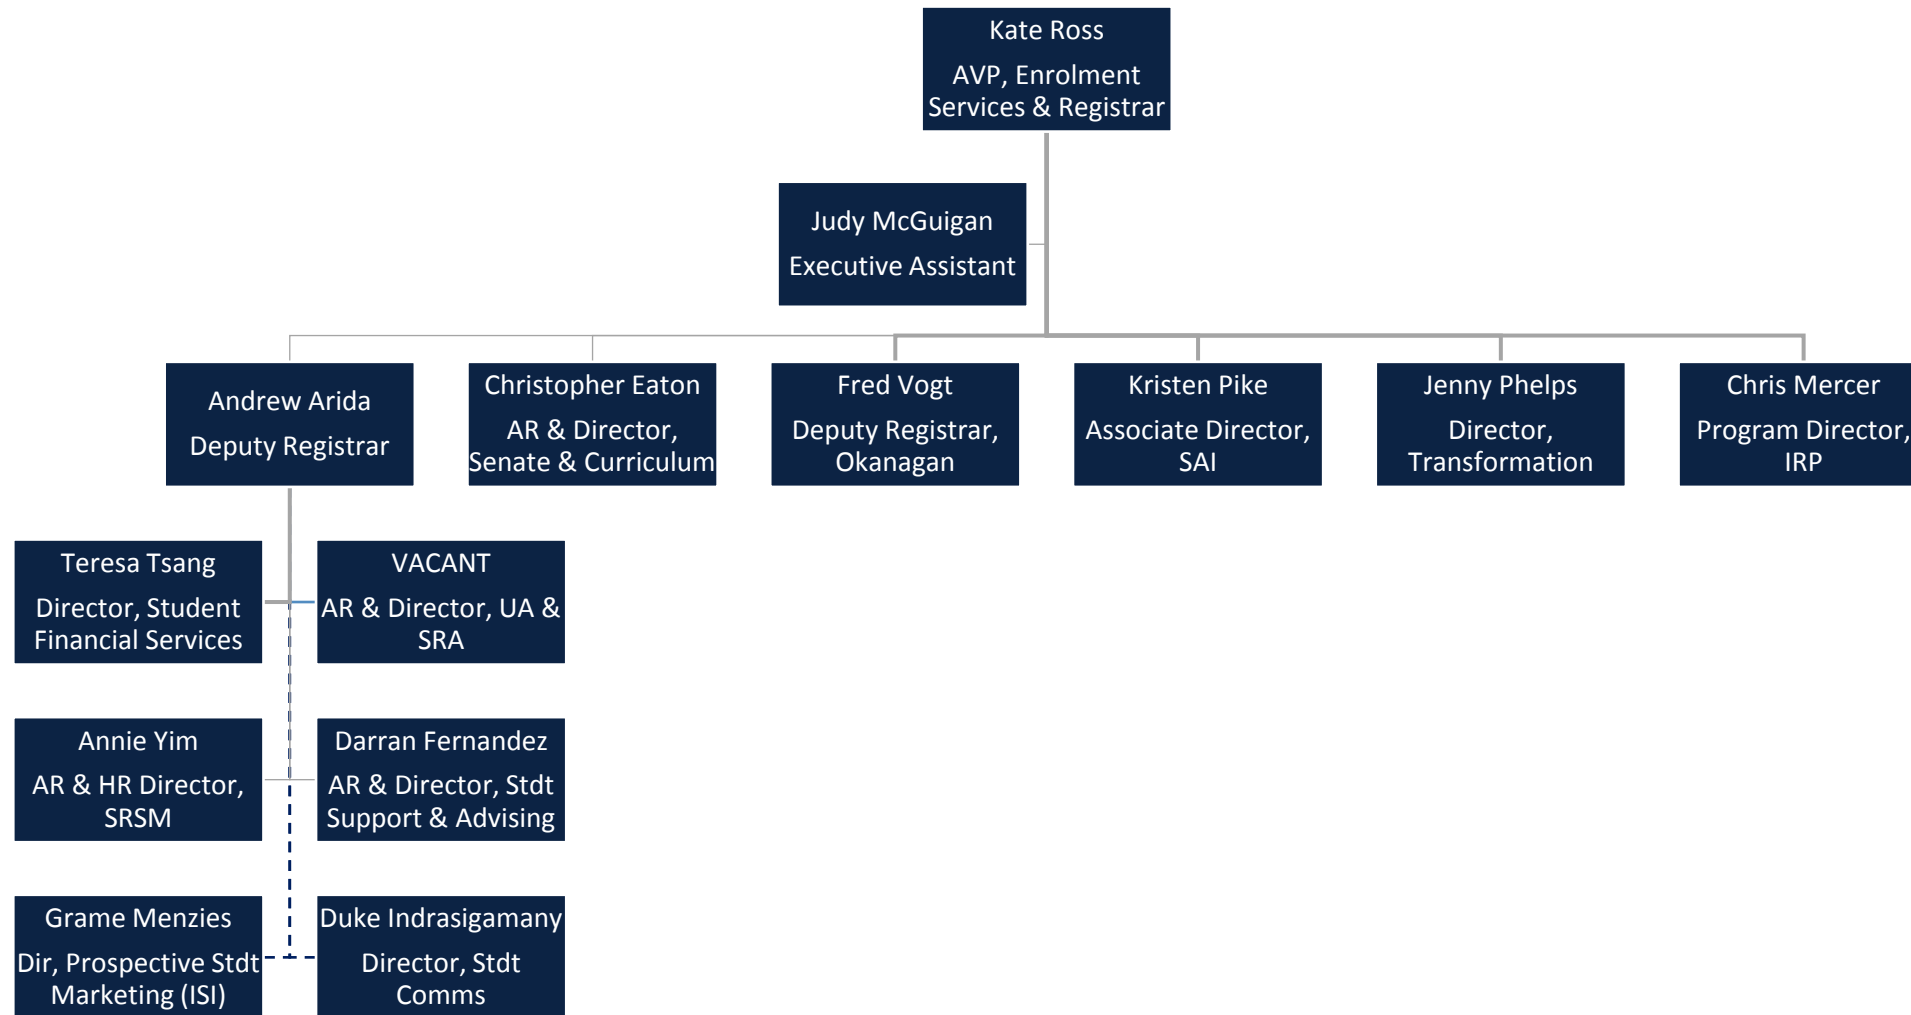 Kate Ross
AVP, Enrolment
Services & Registrar
Judy McGuigan
Executive Assistant
Andrew Arida
Deputy Registrar
Christopher Eaton
AR & Director,
Senate & Curriculum
Fred Vogt
Deputy Registrar,
Okanagan
Kristen Pike
Associate Director,
SAI
Jenny Phelps
Director,
Transformation
Chris Mercer
Program Director,
IRP
Teresa Tsang
Director, Student
Financial Services
VACANT
AR & Director, UA &
SRA
Annie Yim
AR & HR Director,
SRSM
Darran Fernandez
AR & Director, Stdt
Support & Advising
Grame Menzies
Dir, Prospective Stdt
Marketing (ISI)
Duke Indrasigamany
Director, Stdt
Comms